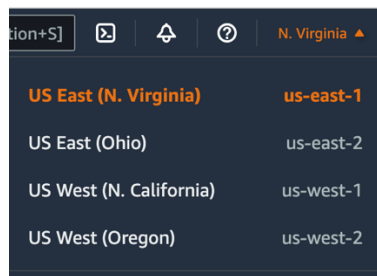 tion+S] N. Virginia ▲
US East (N. Virginia) us-east-1
US East (Ohio) us-east-2
US West (N. California) us-west-1
US West (Oregon) us-west-2